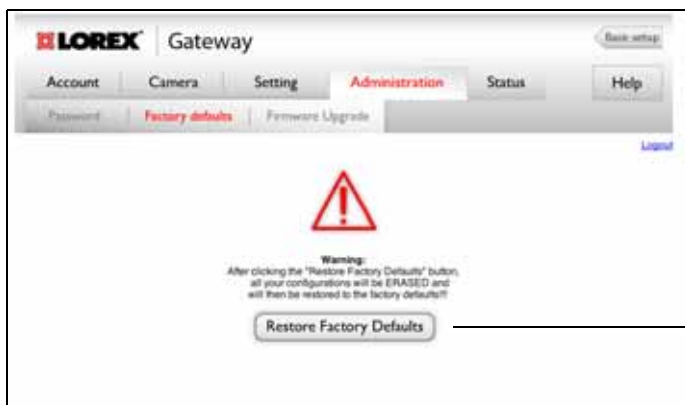 LOREX Gateway
Basic setup
Account Camera Setting Administration Status Help
Password Factory defaults Firmware Upgrade
Logout
Warning:
After clicking the "Restore Factory Defaults" button,
all your configurations will be ERASED and
will then be restored to the factory defaults!!!
Restore Factory Defaults